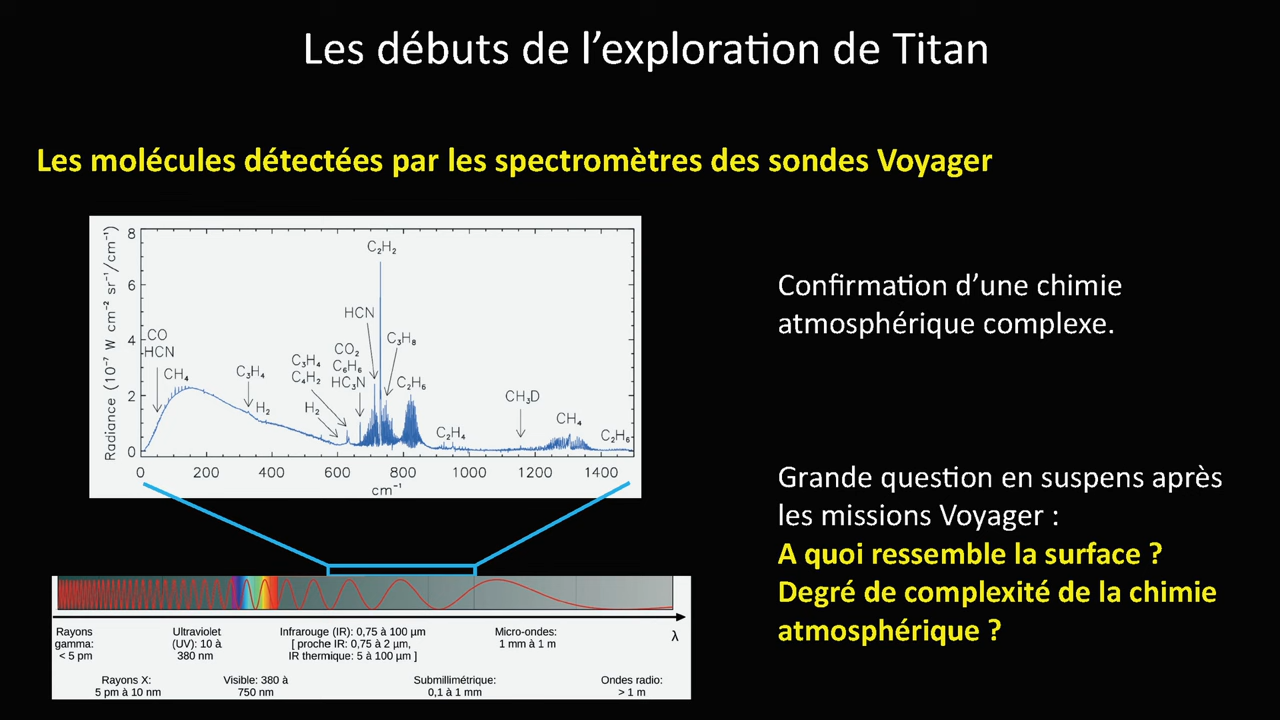 Les débuts de l’exploration de Titan
Les molécules détectées par les spectromètres des sondes Voyager
Radiance (10⁻⁷ W cm⁻² sr⁻¹/cm⁻¹)
8
6
4
2
0
CO
HCN
CH₄
C₃H₄
H₂
H₂
C₃H₄
C₄H₂
CO₂
C₆H₆
HC₃N
HCN
C₂H₂
C₃H₈
C₂H₆
C₂H₄
CH₃D
CH₄
C₂H₆
0 200 400 600 800 1000 1200 1400
cm⁻¹
Confirmation d’une chimie
atmosphérique complexe.
Grande question en suspens après
les missions Voyager :
A quoi ressemble la surface ?
Degré de complexité de la chimie
atmosphérique ?
λ
Rayons
gamma:
< 5 pm
Ultraviolet
(UV): 10 à
380 nm
Infrarouge (IR): 0,75 à 100 µm
[ proche IR: 0,75 à 2 µm,
IR thermique: 5 à 100 µm ]
Micro-ondes:
1 mm à 1 m
Rayons X:
5 pm à 10 nm
Visible: 380 à
750 nm
Submillimétrique:
0,1 à 1 mm
Ondes radio:
> 1 m